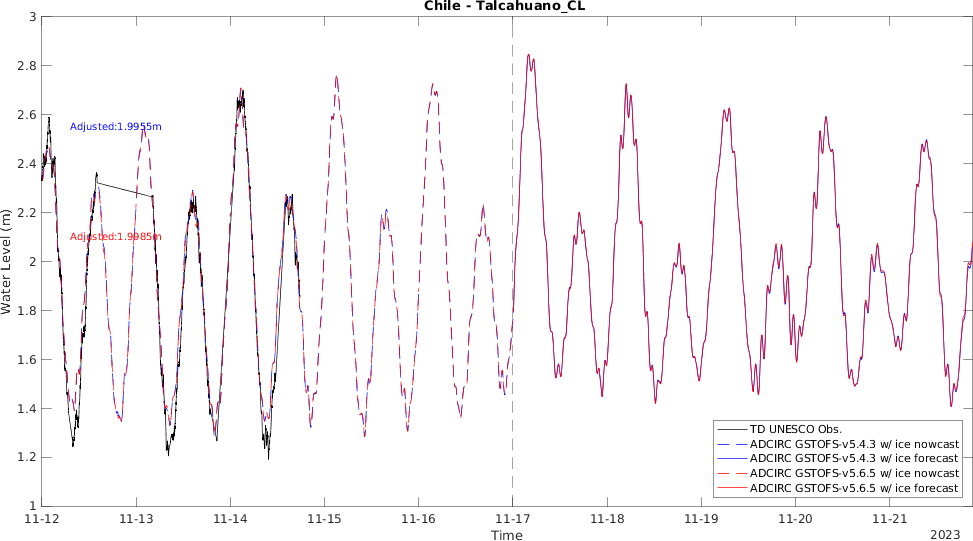 Chile - Talcahuano_CL
3
2.8
2.6
2.4
2.2
2
1.8
1.6
1.4
1.2
1
Water Level (m)
Adjusted:1.9955m
Adjusted:1.9985m
TD UNESCO Obs.
ADCIRC GSTOFS-v5.4.3 w/ ice nowcast
ADCIRC GSTOFS-v5.4.3 w/ ice forecast
ADCIRC GSTOFS-v5.6.5 w/ ice nowcast
ADCIRC GSTOFS-v5.6.5 w/ ice forecast
11-12 11-13 11-14 11-15 11-16 11-17 11-18 11-19 11-20 11-21
Time
2023